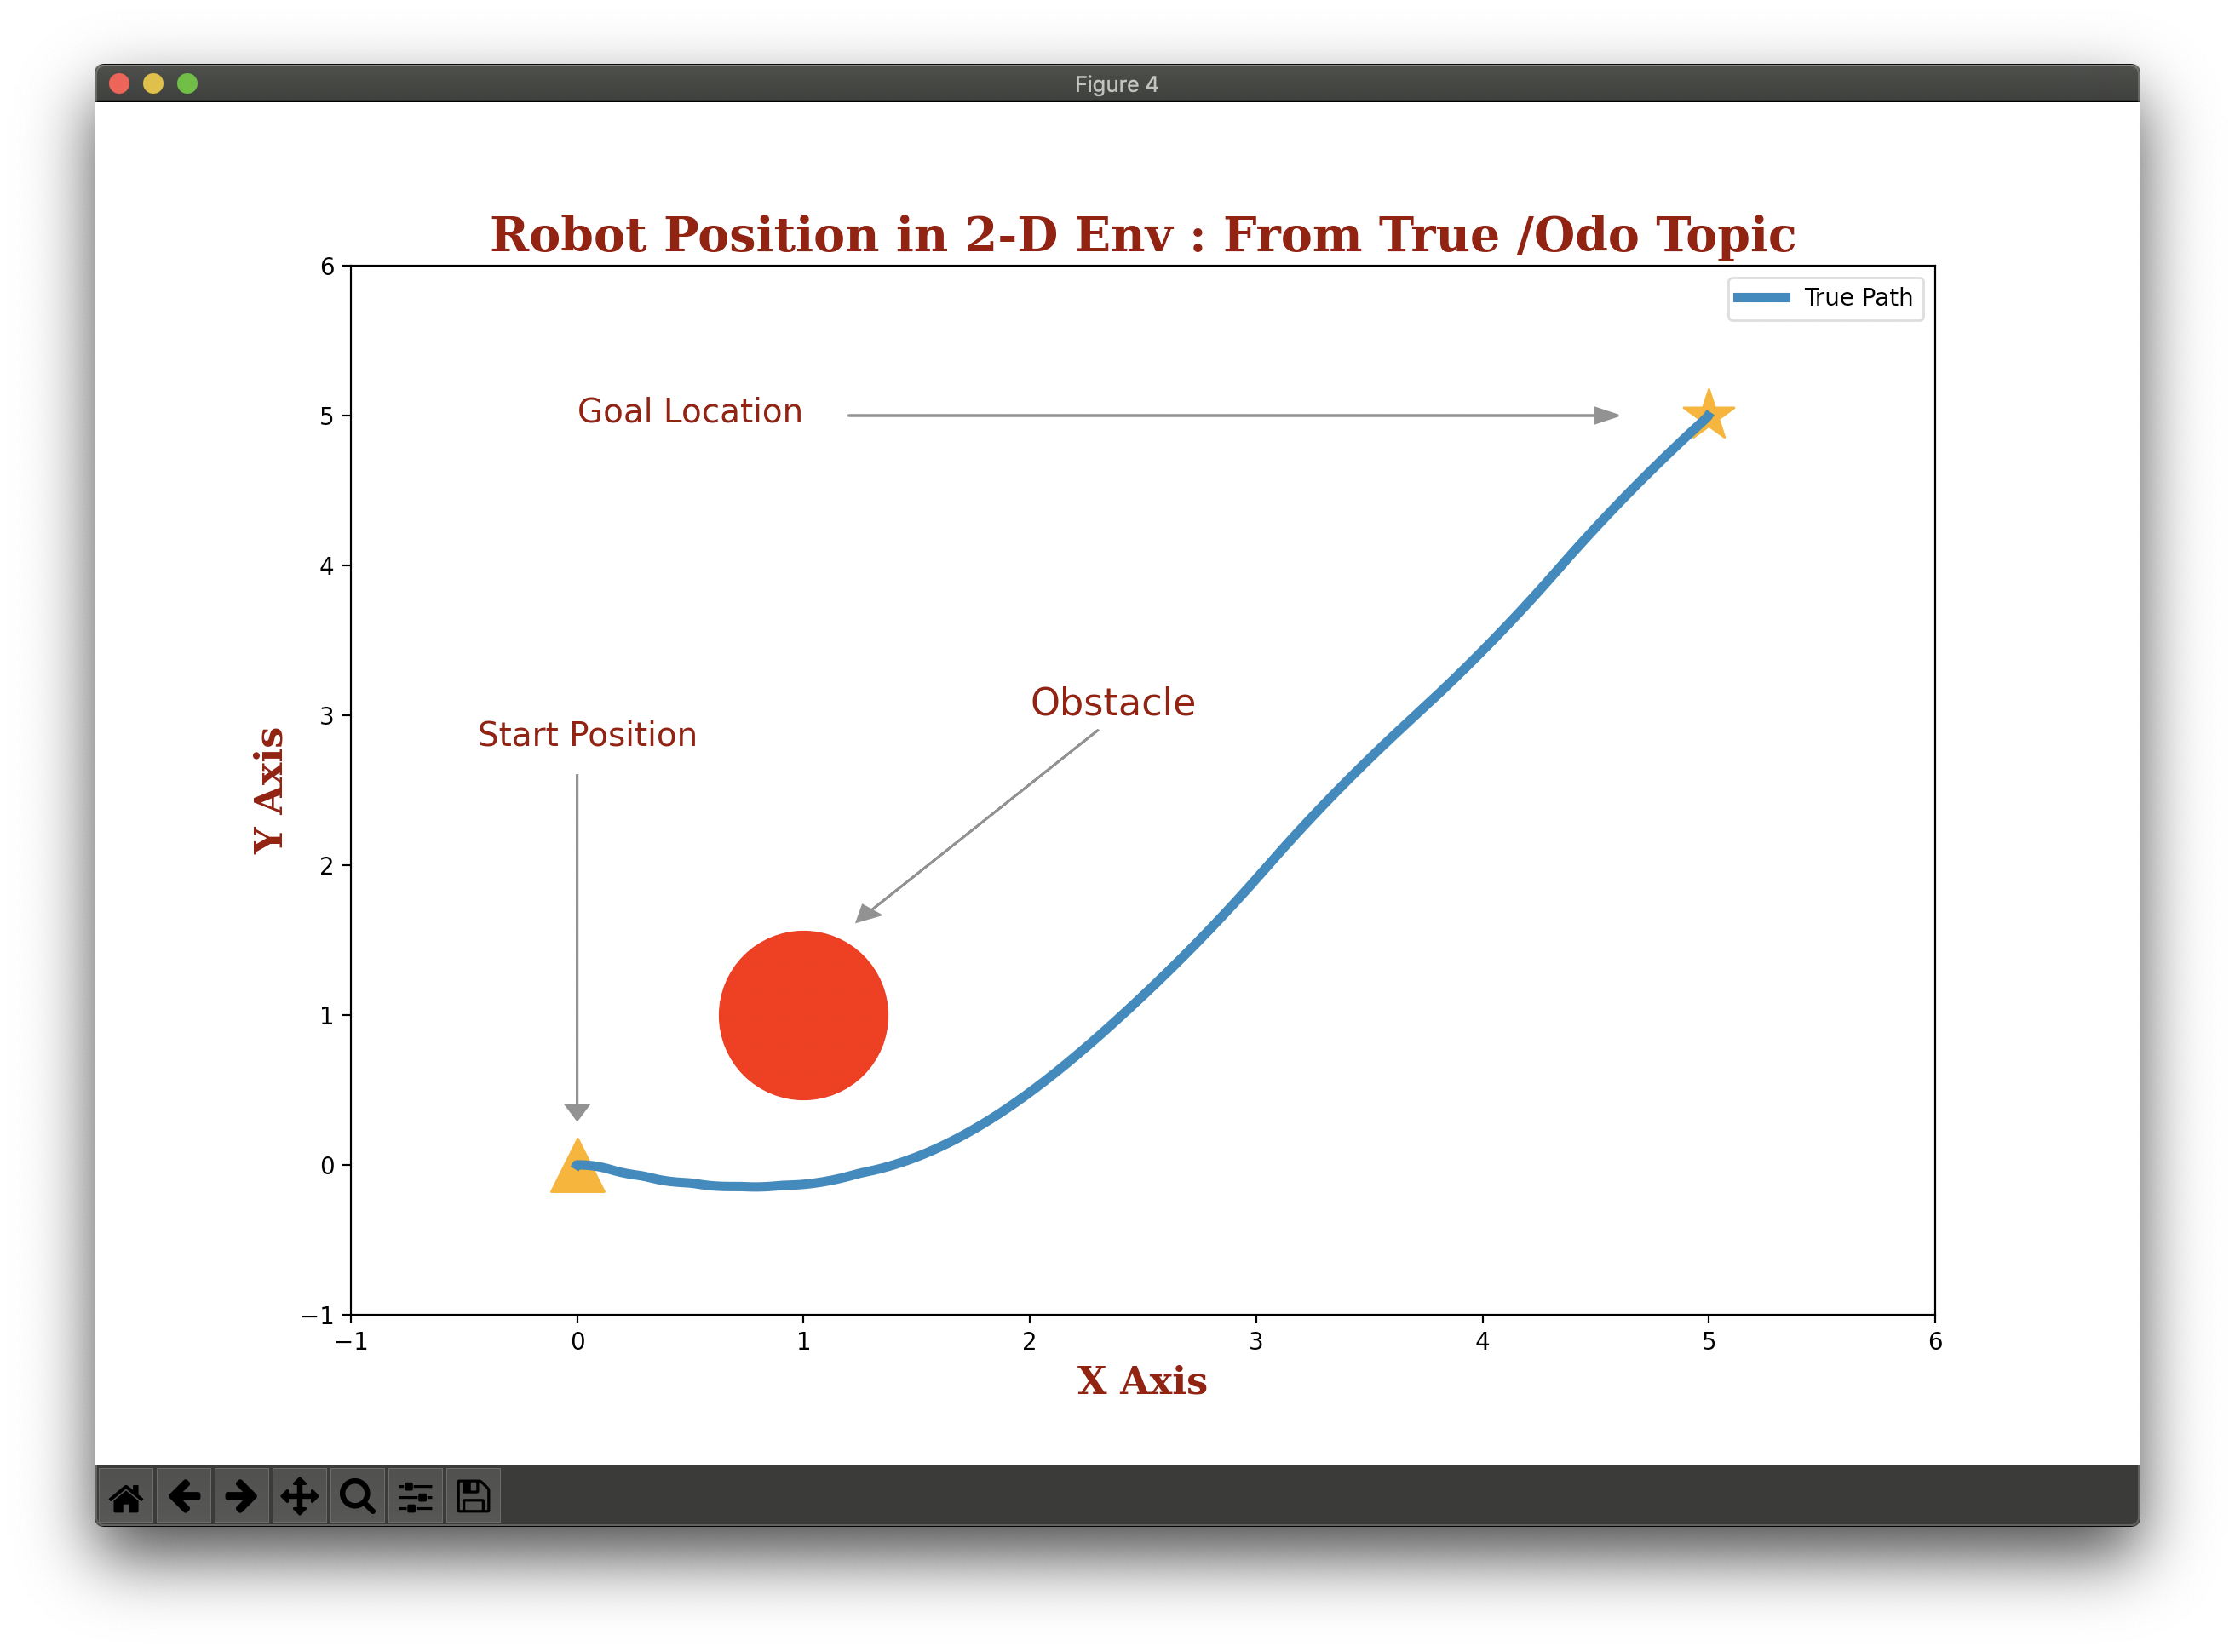 Figure 4
Robot Position in 2-D Env : From True /Odo Topic
True Path
Goal Location
Obstacle
Start Position
Y Axis
6
5
4
3
2
1
0
−1
−1 0 1 2 3 4 5 6
X Axis